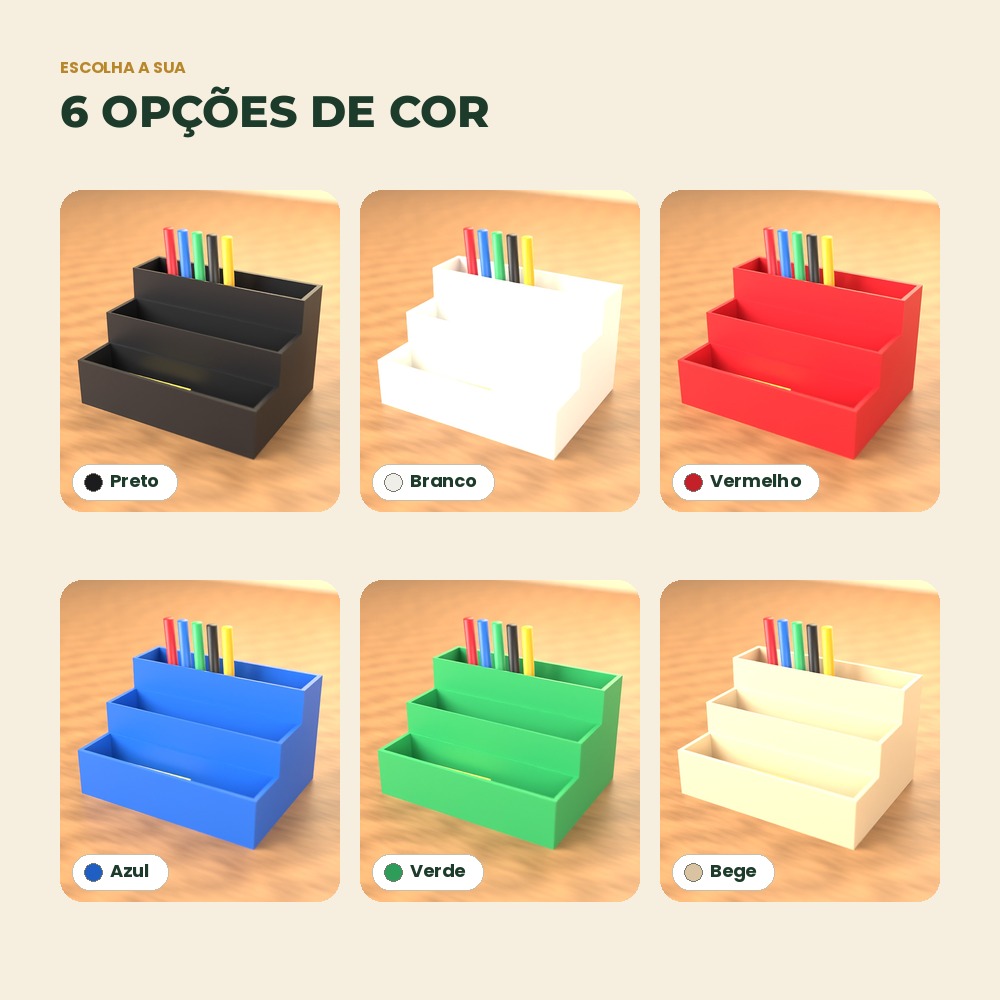 ESCOLHA A SUA
6 OPÇÕES DE COR
Preto
Branco
Vermelho
Azul
Verde
Bege